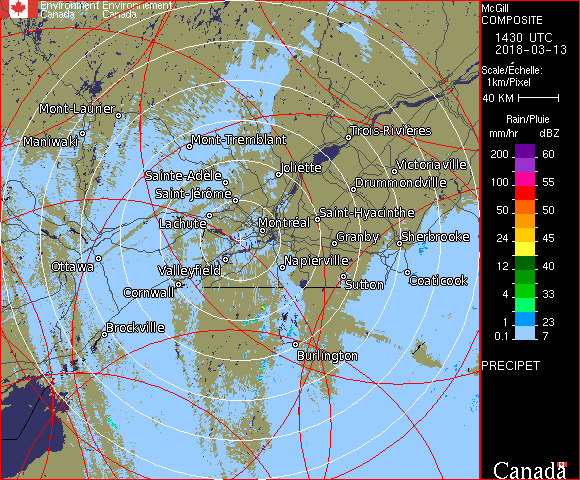 Environment Environnement
Canada Canada
McGill
COMPOSITE
1430 UTC
2018-03-13
Scale/Échelle:
1km/Pixel
40 KM
Rain/Pluie
mm/hr dBZ
200 60
100 55
50 50
24 45
12 40
4 33
1 23
0.1 7
PRECIPET
Mont-Laurier
Maniwaki
Mont-Tremblant
Trois-Rivières
Sainte-Adèle
Joliette
Victoriaville
Saint-Jérôme
Drummondville
Lachute
Montréal
Saint-Hyacinthe
Granby
Sherbrooke
Ottawa
Valleyfield
Napierville
Cornwall
Sutton
Coaticook
Brockville
Burlington
Canada